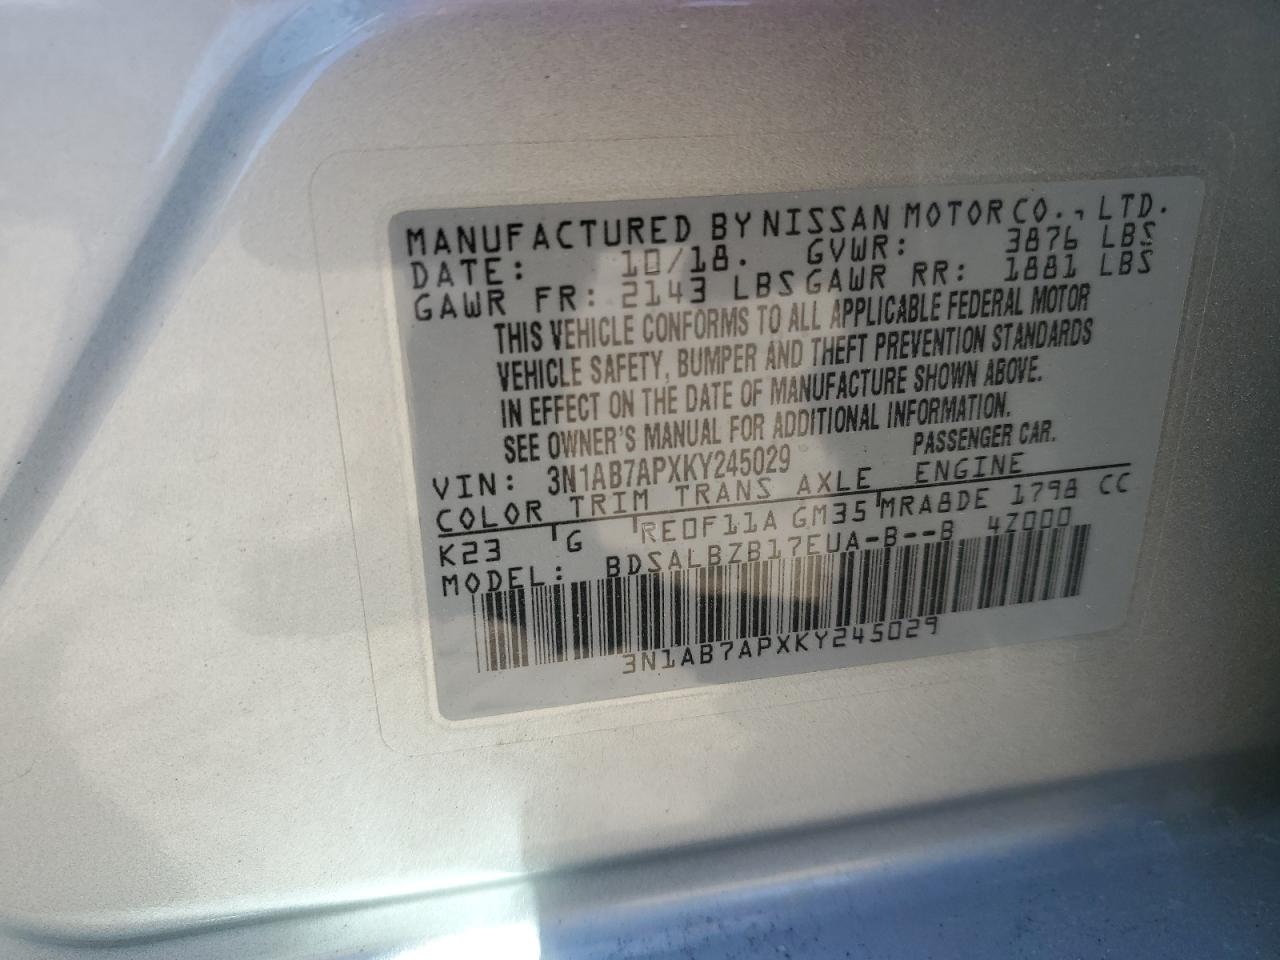 MANUFACTURED BY NISSAN MOTOR CO., LTD.
DATE: 10/18. GVWR: 3876 LBS
GAWR FR: 2143 LBS GAWR RR: 1881 LBS
THIS VEHICLE CONFORMS TO ALL APPLICABLE FEDERAL MOTOR
VEHICLE SAFETY, BUMPER AND THEFT PREVENTION STANDARDS
IN EFFECT ON THE DATE OF MANUFACTURE SHOWN ABOVE.
SEE OWNER'S MANUAL FOR ADDITIONAL INFORMATION.
VIN: 3N1AB7APXKY245029 PASSENGER CAR.
COLOR TRIM TRANS AXLE ENGINE
K23 G RE0F11A GM35 MRA8DE 1798 CC
MODEL: BDSALBZB17EUA-B--B 4Z000
3N1AB7APXKY245029